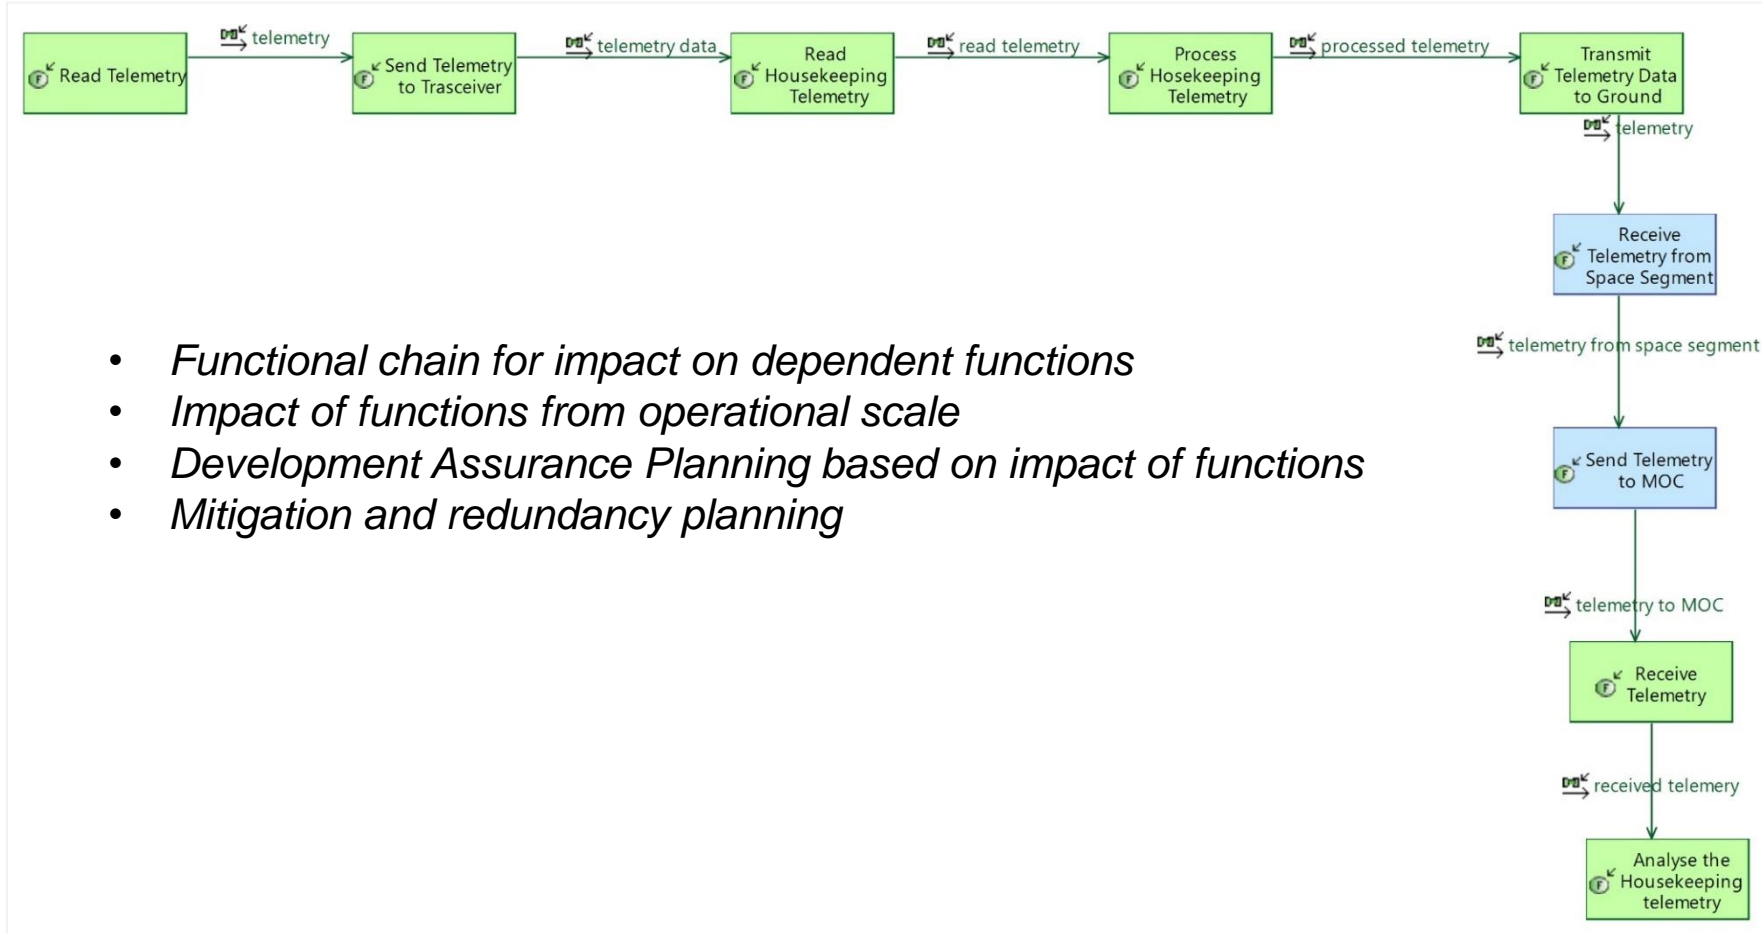 telemetry
Read Telemetry
Send Telemetry
to Trasceiver
telemetry data
Read
Housekeeping
Telemetry
read telemetry
Process
Hosekeeping
Telemetry
processed telemetry
Transmit
Telemetry Data
to Ground
telemetry
Receive
Telemetry from
Space Segment
telemetry from space segment
Send Telemetry
to MOC
telemetry to MOC
Receive
Telemetry
received telemery
Analyse the
Housekeeping
telemetry
• Functional chain for impact on dependent functions
• Impact of functions from operational scale
• Development Assurance Planning based on impact of functions
• Mitigation and redundancy planning